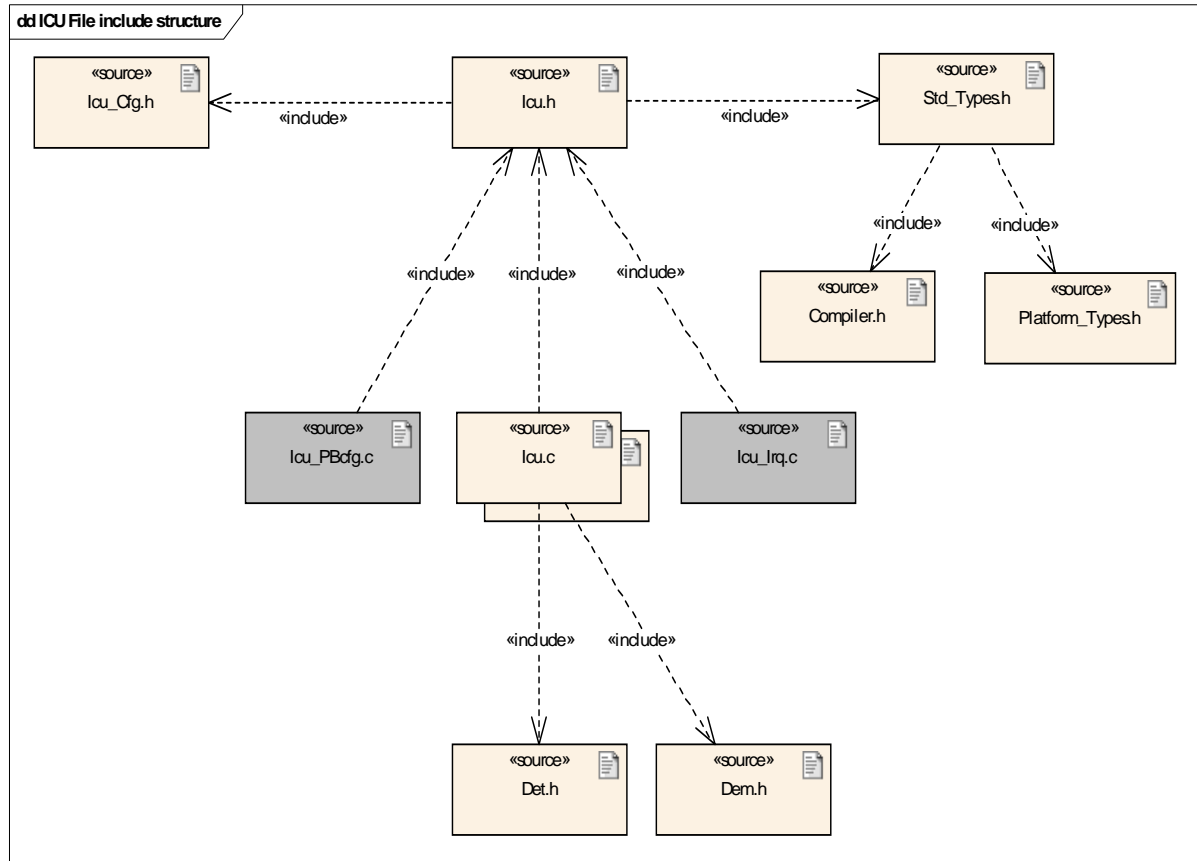 dd ICU File include structure
«source»
Icu_Cfg.h
«source»
Icu.h
«source»
Std_Types.h
«include»
«include»
«include»
«include»
«source»
Compiler.h
«source»
Platform_Types.h
«include»
«include»
«include»
«source»
Icu_PBcfg.c
«source»
Icu.c
«source»
Icu_Irq.c
«include»
«include»
«source»
Det.h
«source»
Dem.h